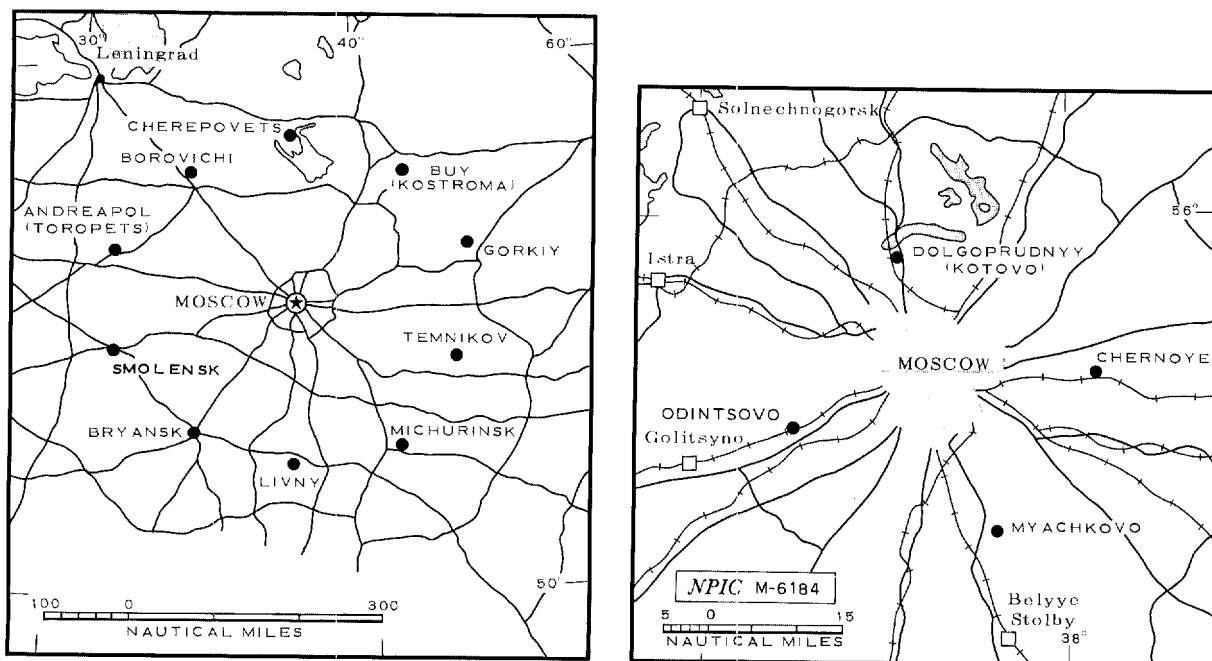 30°
40°
60°
Leningrad
CHEREPOVETS
BOROVICHI
BUY
(KOSTROMA)
ANDREAPOL
(TOROPETS)
GORKIY
MOSCOW
TEMNIKOV
SMOLENSK
BRYANSK
MICHURINSK
LIVNY
50°
100 0 300
NAUTICAL MILES
Solnechnogorsk
56°
DOLGOPRUDNYY
(KOTOVO)
Istra
MOSCOW
CHERNOYE
ODINTSOVO
Golitsyno
MYACHKOVO
NPIC M-6184
Belyye
Stolby
38°
5 0 15
NAUTICAL MILES